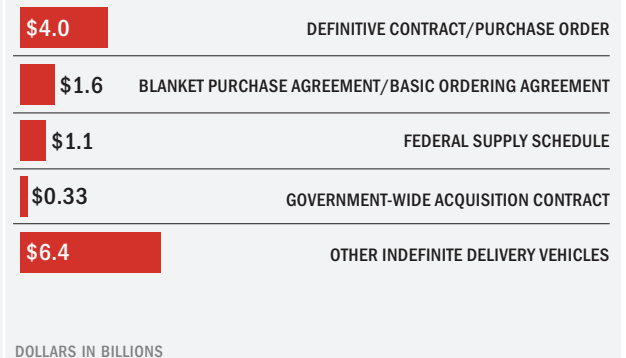 $4.0 DEFINITIVE CONTRACT/PURCHASE ORDER
$1.6 BLANKET PURCHASE AGREEMENT/BASIC ORDERING AGREEMENT
$1.1 FEDERAL SUPPLY SCHEDULE
$0.33 GOVERNMENT-WIDE ACQUISITION CONTRACT
$6.4 OTHER INDEFINITE DELIVERY VEHICLES
DOLLARS IN BILLIONS